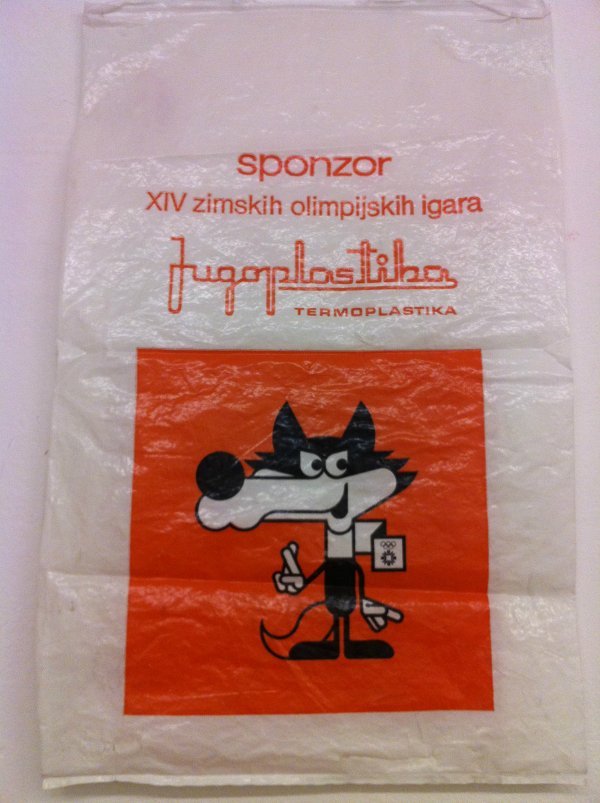 sponzor
XIV zimskih olimpijskih igara
Jugoplastika
TERMOPLASTIKA